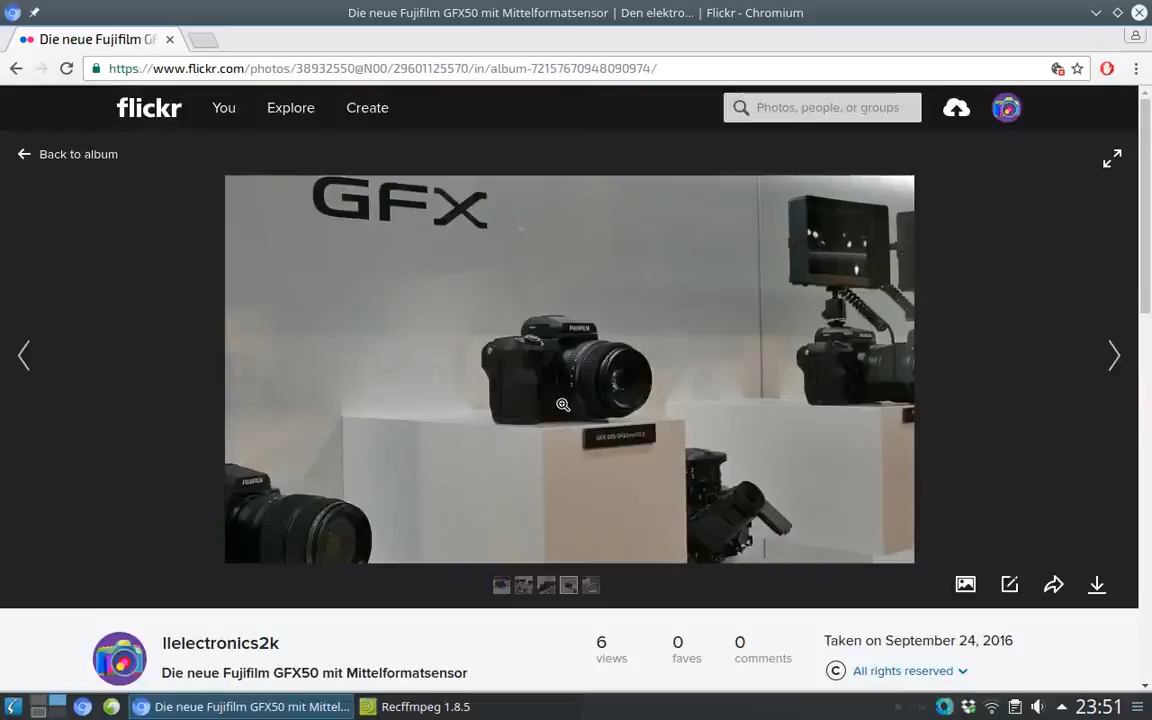 Die neue Fujifilm GFX50 mit Mittelformatsensor | Den elektro... | Flickr - Chromium
Die neue Fujifilm GF
https://www.flickr.com/photos/38932550@N00/29601125570/in/album-72157670948090974/
flickr You Explore Create
Photos, people, or groups
Back to album
GFX
FUJIFILM
llelectronics2k
Die neue Fujifilm GFX50 mit Mittelformatsensor
6 views
0 faves
0 comments
Taken on September 24, 2016
All rights reserved
Die neue Fujifilm GFX50 mit Mittel...
Recffmpeg 1.8.5
23:51